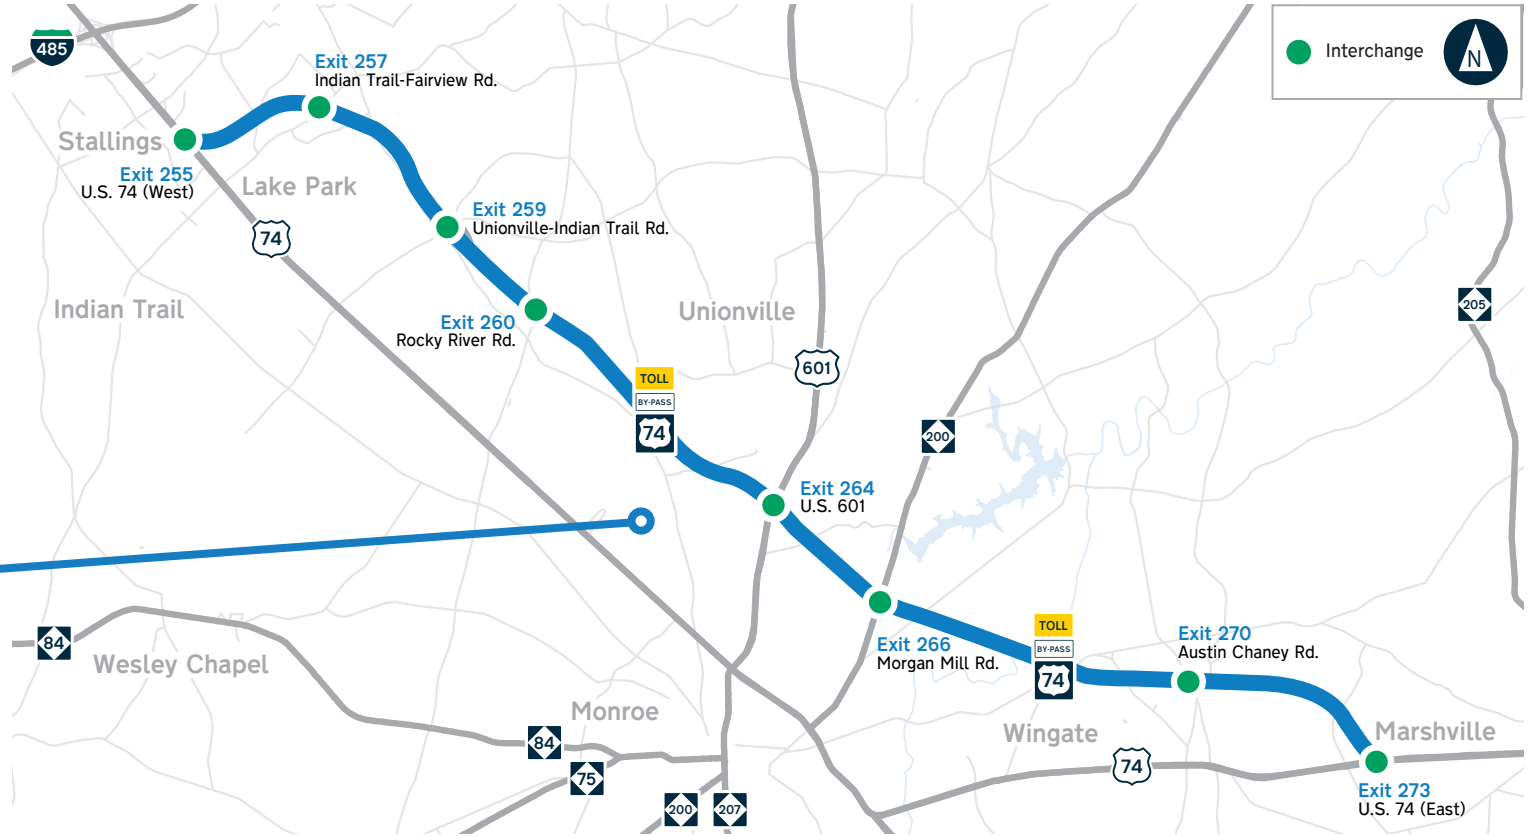 485
Exit 257
Indian Trail-Fairview Rd.
Interchange
N
Stallings
Exit 255
U.S. 74 (West)
Lake Park
Exit 259
Unionville-Indian Trail Rd.
74
Indian Trail
Exit 260
Rocky River Rd.
Unionville
205
TOLL
BY-PASS
74
601
200
Exit 264
U.S. 601
84
Wesley Chapel
Exit 266
Morgan Mill Rd.
TOLL
BY-PASS
74
Exit 270
Austin Chaney Rd.
Monroe
84
75
200
207
Wingate
74
Marshville
Exit 273
U.S. 74 (East)